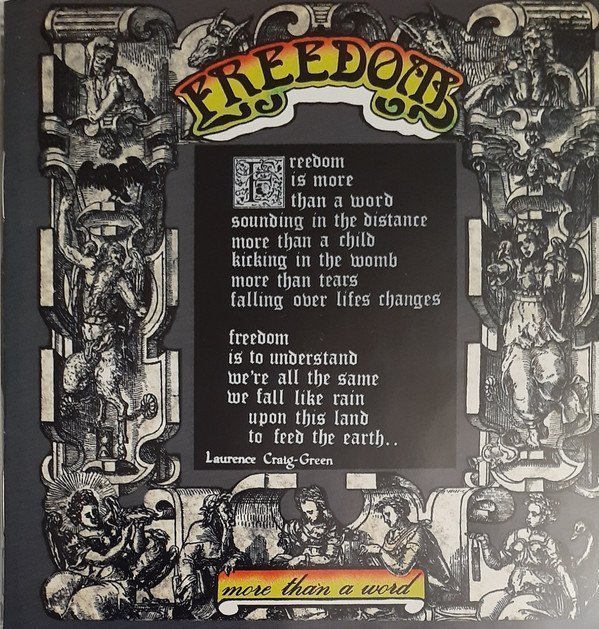 FREEDOM
Freedom
is more
than a word
sounding in the distance
more than a child
kicking in the womb
more than tears
falling over lifes changes
freedom
is to understand
we're all the same
we fall like rain
upon this land
to feed the earth..
Laurence Craig-Green
more than a word